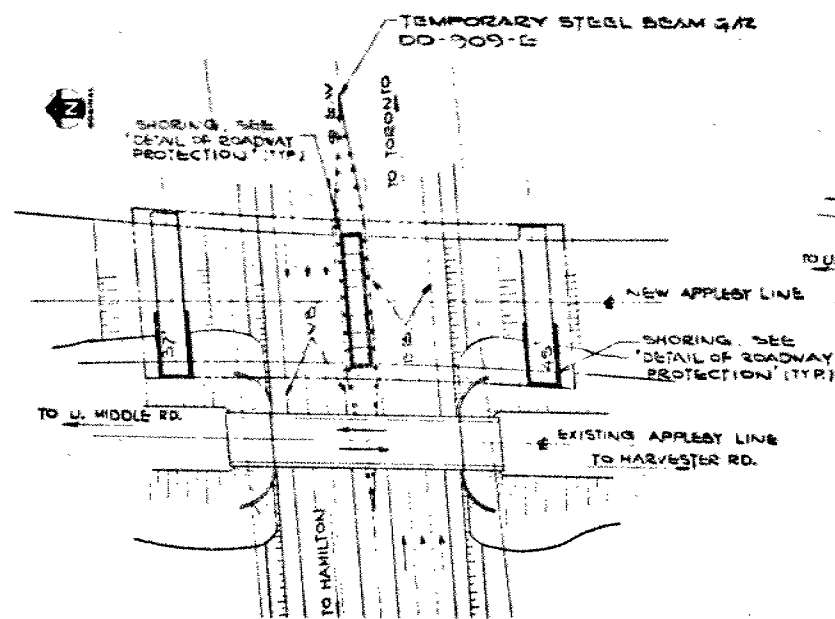 TEMPORARY STEEL BEAM G/R
DD-909-E
N
Q.E.W.
TO TORONTO
SHORING, SEE
'DETAIL OF ROADWAY
PROTECTION' (TYP.)
TO U.
NEW APPLEBY LINE
SHORING, SEE
'DETAIL OF ROADWAY
PROTECTION' (TYP.)
TO U. MIDDLE RD.
EXISTING APPLEBY LINE
TO HARVESTER RD.
TO HAMILTON